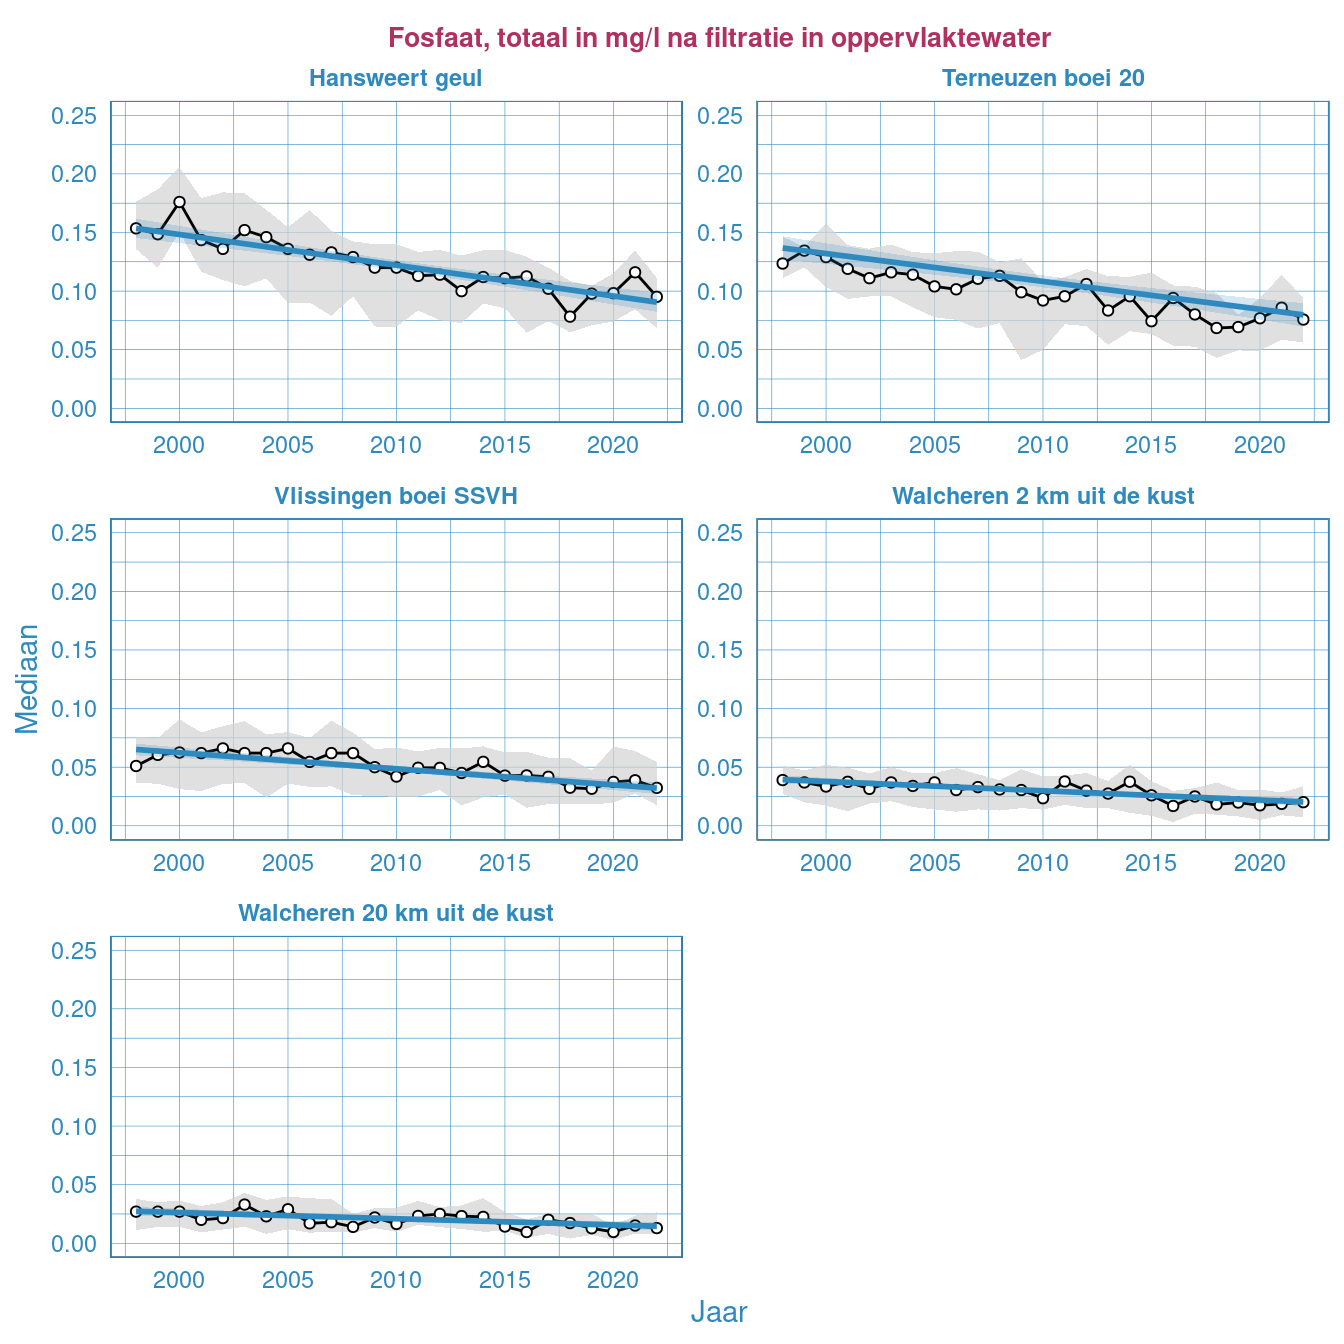 Fosfaat, totaal in mg/l na filtratie in oppervlaktewater
Hansweert geul
0.25
0.20
0.15
0.10
0.05
0.00
2000 2005 2010 2015 2020
Terneuzen boei 20
0.25
0.20
0.15
0.10
0.05
0.00
2000 2005 2010 2015 2020
Mediaan
Vlissingen boei SSVH
0.25
0.20
0.15
0.10
0.05
0.00
2000 2005 2010 2015 2020
Walcheren 2 km uit de kust
0.25
0.20
0.15
0.10
0.05
0.00
2000 2005 2010 2015 2020
Walcheren 20 km uit de kust
0.25
0.20
0.15
0.10
0.05
0.00
2000 2005 2010 2015 2020
Jaar